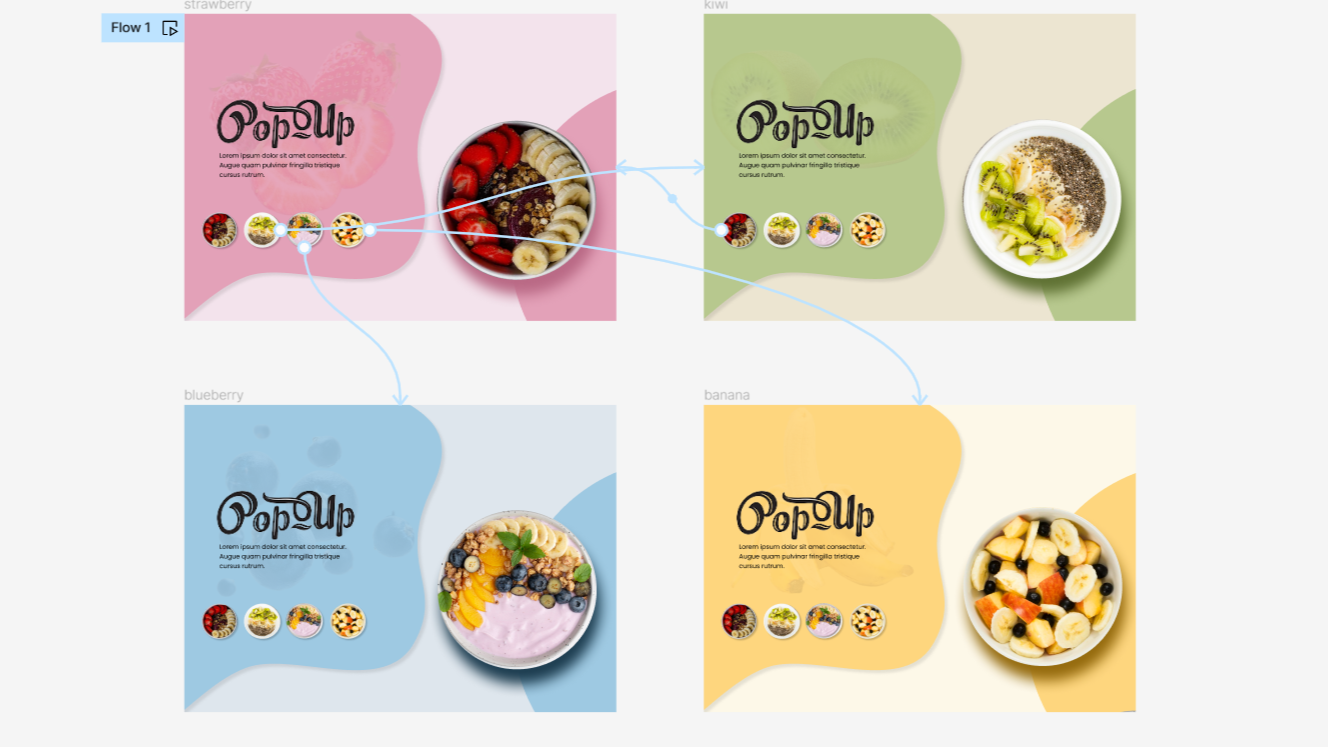 strawberry
kiwi
Flow 1
PopUp
Lorem ipsum dolor sit amet consectetur.
Augue quam pulvinar fringilla tristique
cursus rutrum.
PopUp
Lorem ipsum dolor sit amet consectetur.
Augue quam pulvinar fringilla tristique
cursus rutrum.
blueberry
banana
PopUp
Lorem ipsum dolor sit amet consectetur.
Augue quam pulvinar fringilla tristique
cursus rutrum.
PopUp
Lorem ipsum dolor sit amet consectetur.
Augue quam pulvinar fringilla tristique
cursus rutrum.